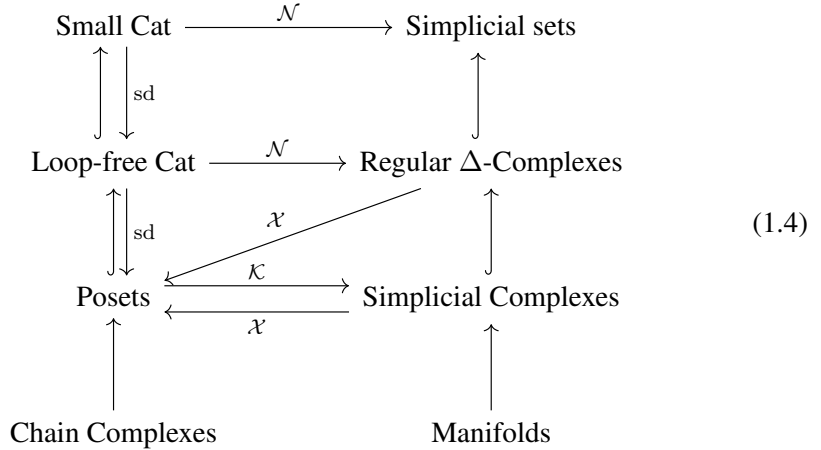 Small Cat 𝒩 Simplicial sets
sd
Loop-free Cat 𝒩 Regular Δ-Complexes
𝒳
sd
(1.4)
𝒦
Posets Simplicial Complexes
𝒳
Chain Complexes Manifolds